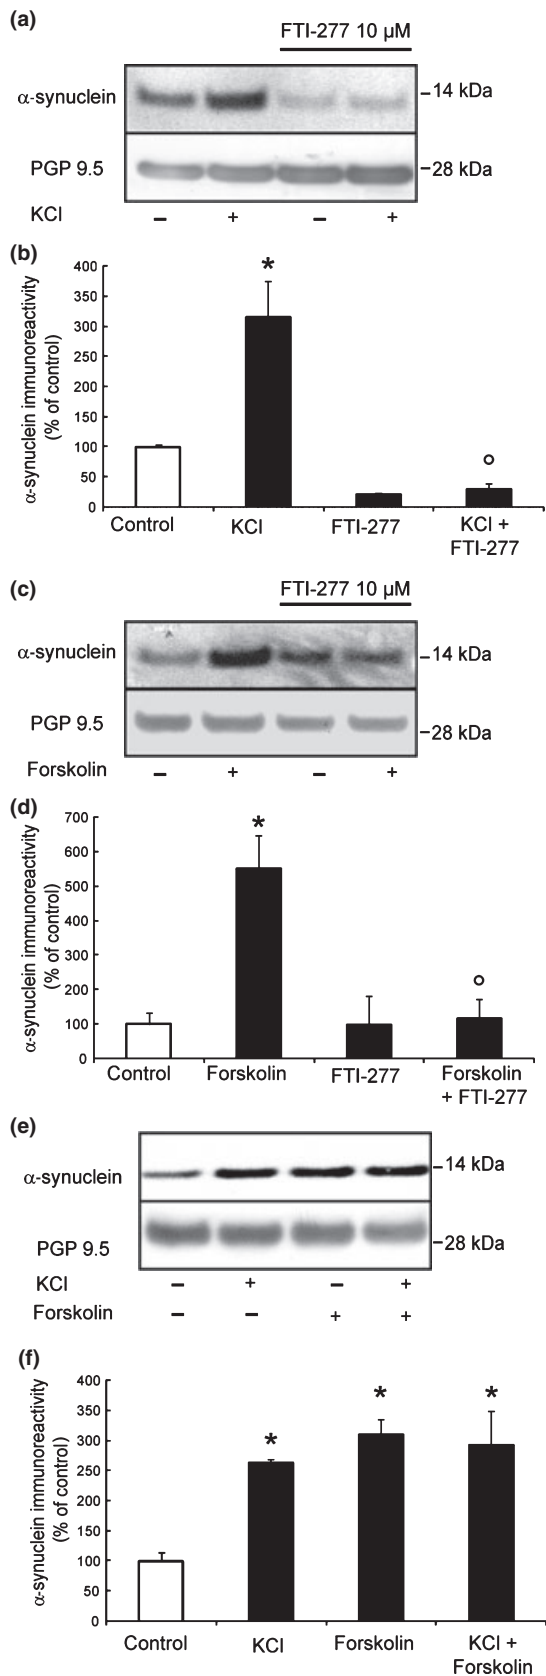 (a)
FTI-277 10 µM
α-synuclein
14 kDa
PGP 9.5
28 kDa
KCl − + − +
(b)
α-synuclein immunoreactivity
(% of control)
400
350
300
250
200
150
100
50
0
*
°
Control KCl FTI-277 KCl +
FTI-277
(c)
FTI-277 10 µM
α-synuclein
14 kDa
PGP 9.5
28 kDa
Forskolin − + − +
(d)
α-synuclein immunoreactivity
(% of control)
700
600
500
400
300
200
100
0
*
°
Control Forskolin FTI-277 Forskolin
+ FTI-277
(e)
α-synuclein
14 kDa
PGP 9.5
28 kDa
KCl − + − +
Forskolin − − + +
(f)
α-synuclein immunoreactivity
(% of control)
400
350
300
250
200
150
100
50
0
* * *
Control KCl Forskolin KCl +
Forskolin